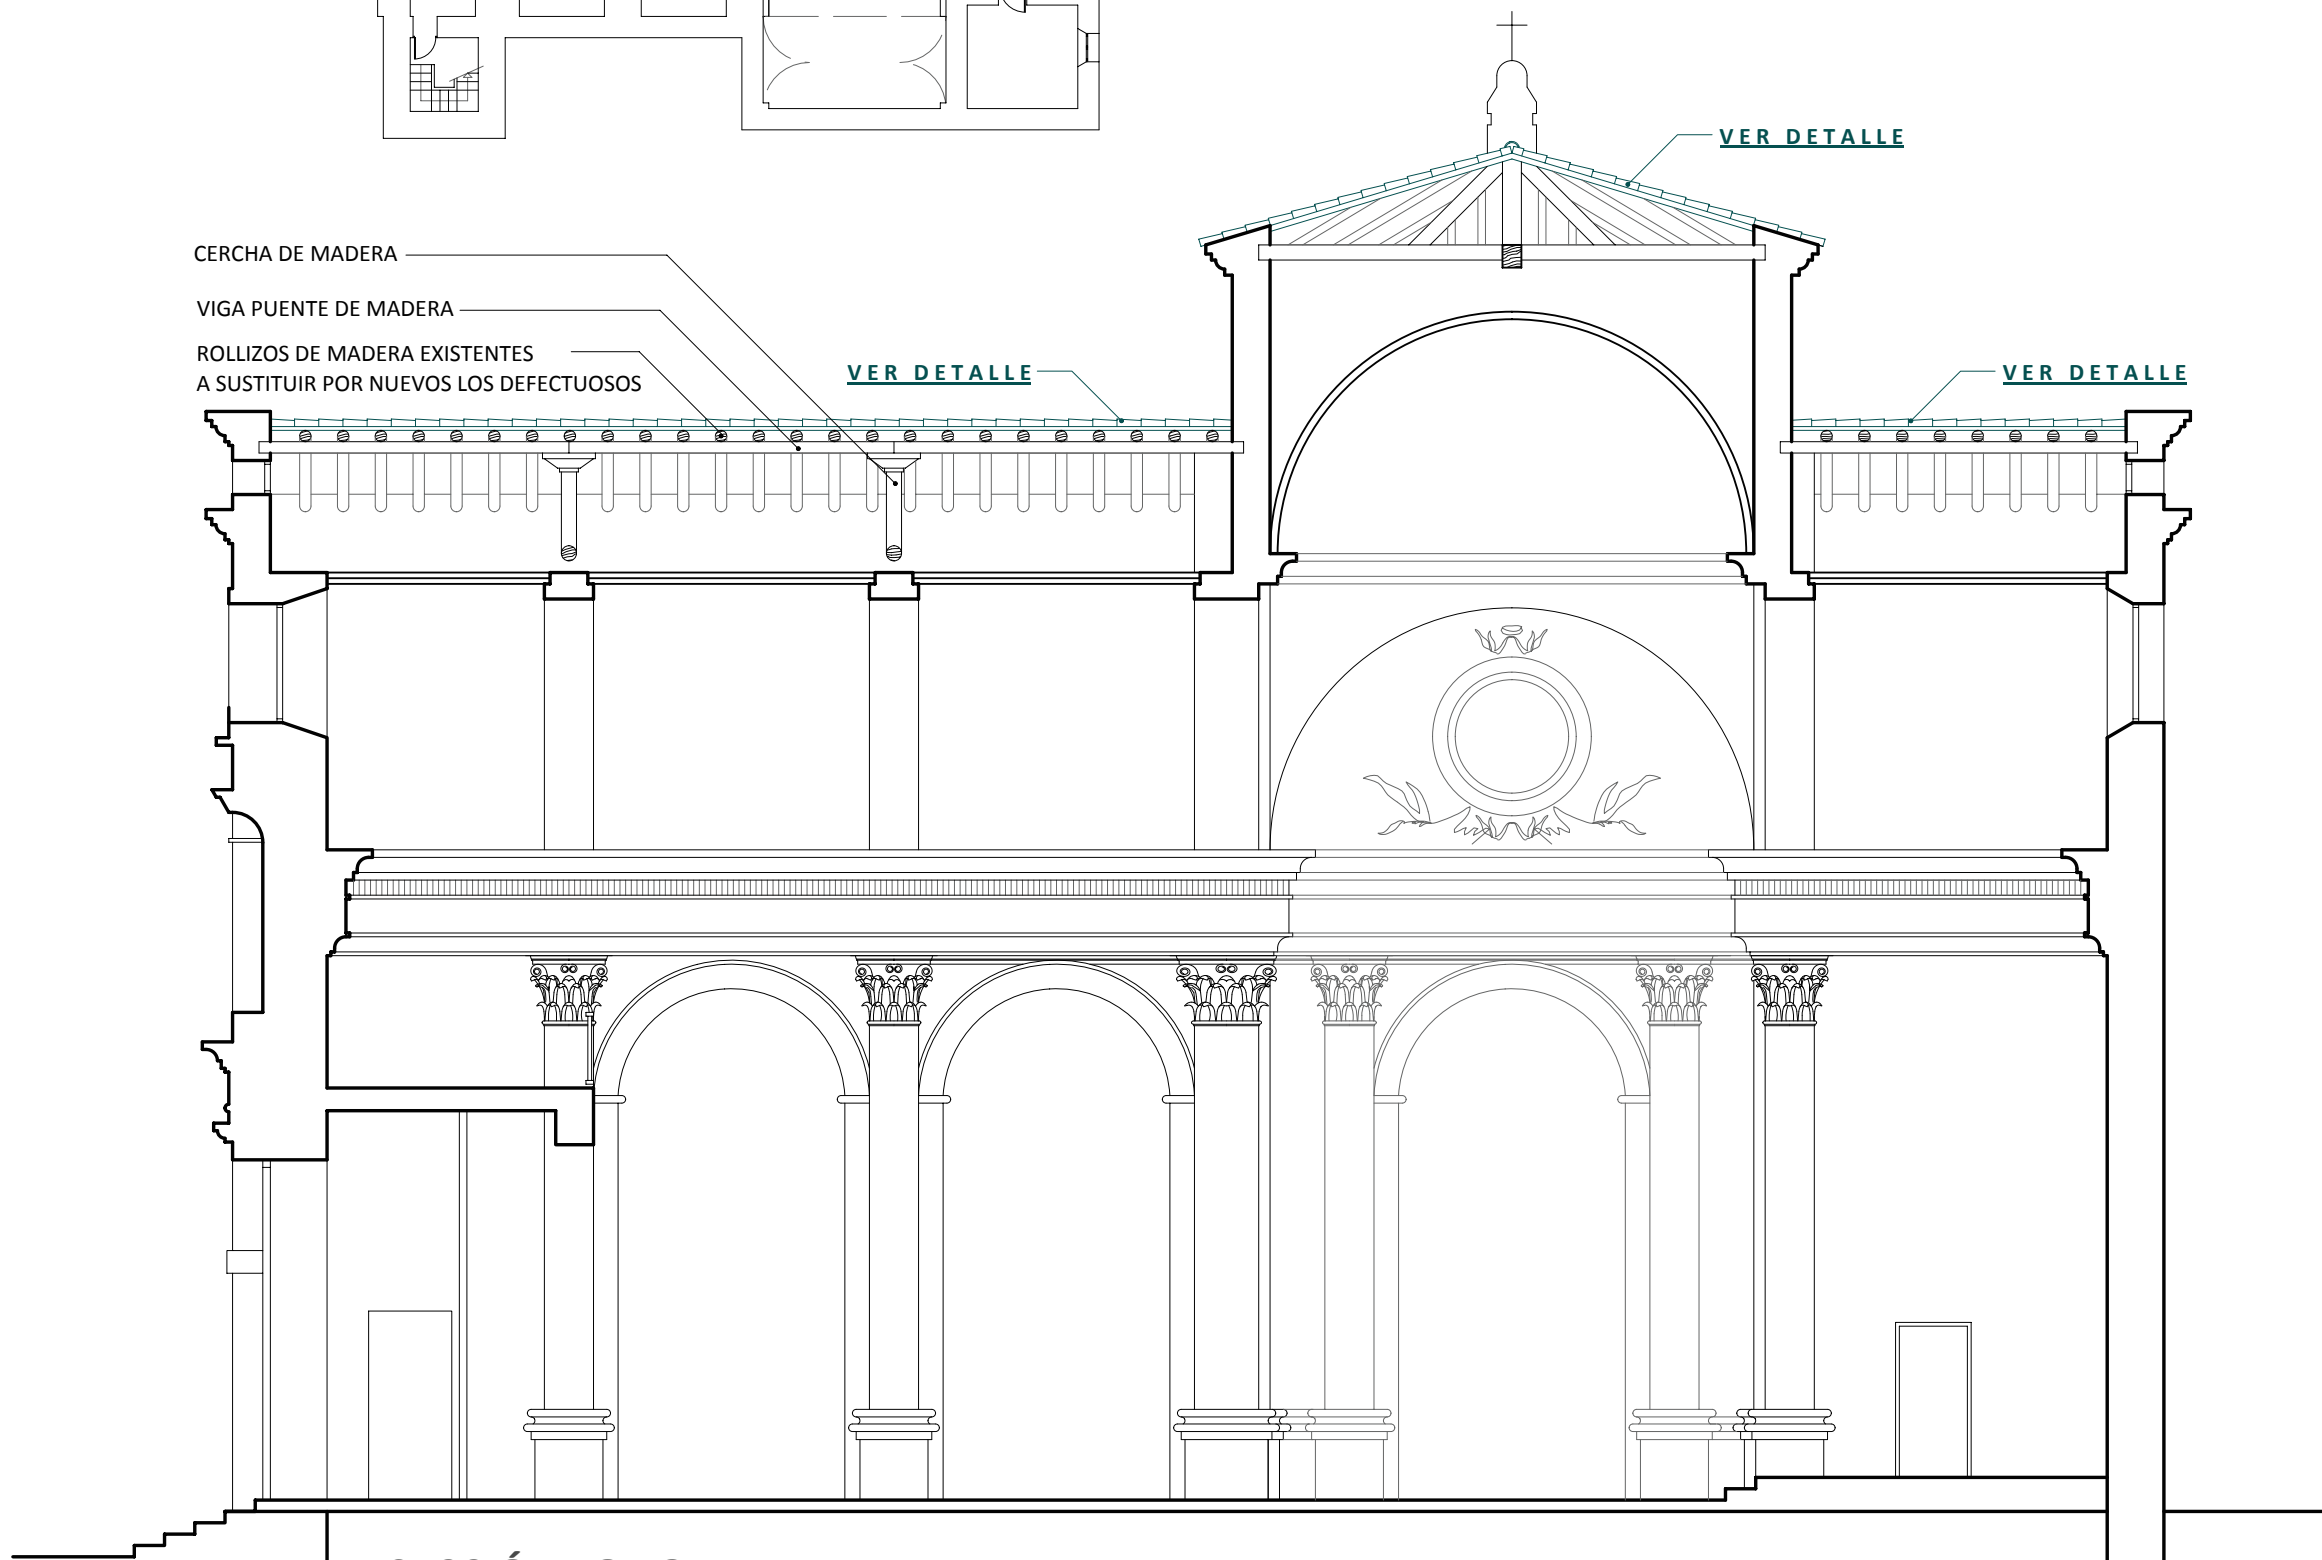 VER DETALLE
CERCHA DE MADERA
VIGA PUENTE DE MADERA
ROLLIZOS DE MADERA EXISTENTES
A SUSTITUIR POR NUEVOS LOS DEFECTUOSOS
VER DETALLE
VER DETALLE